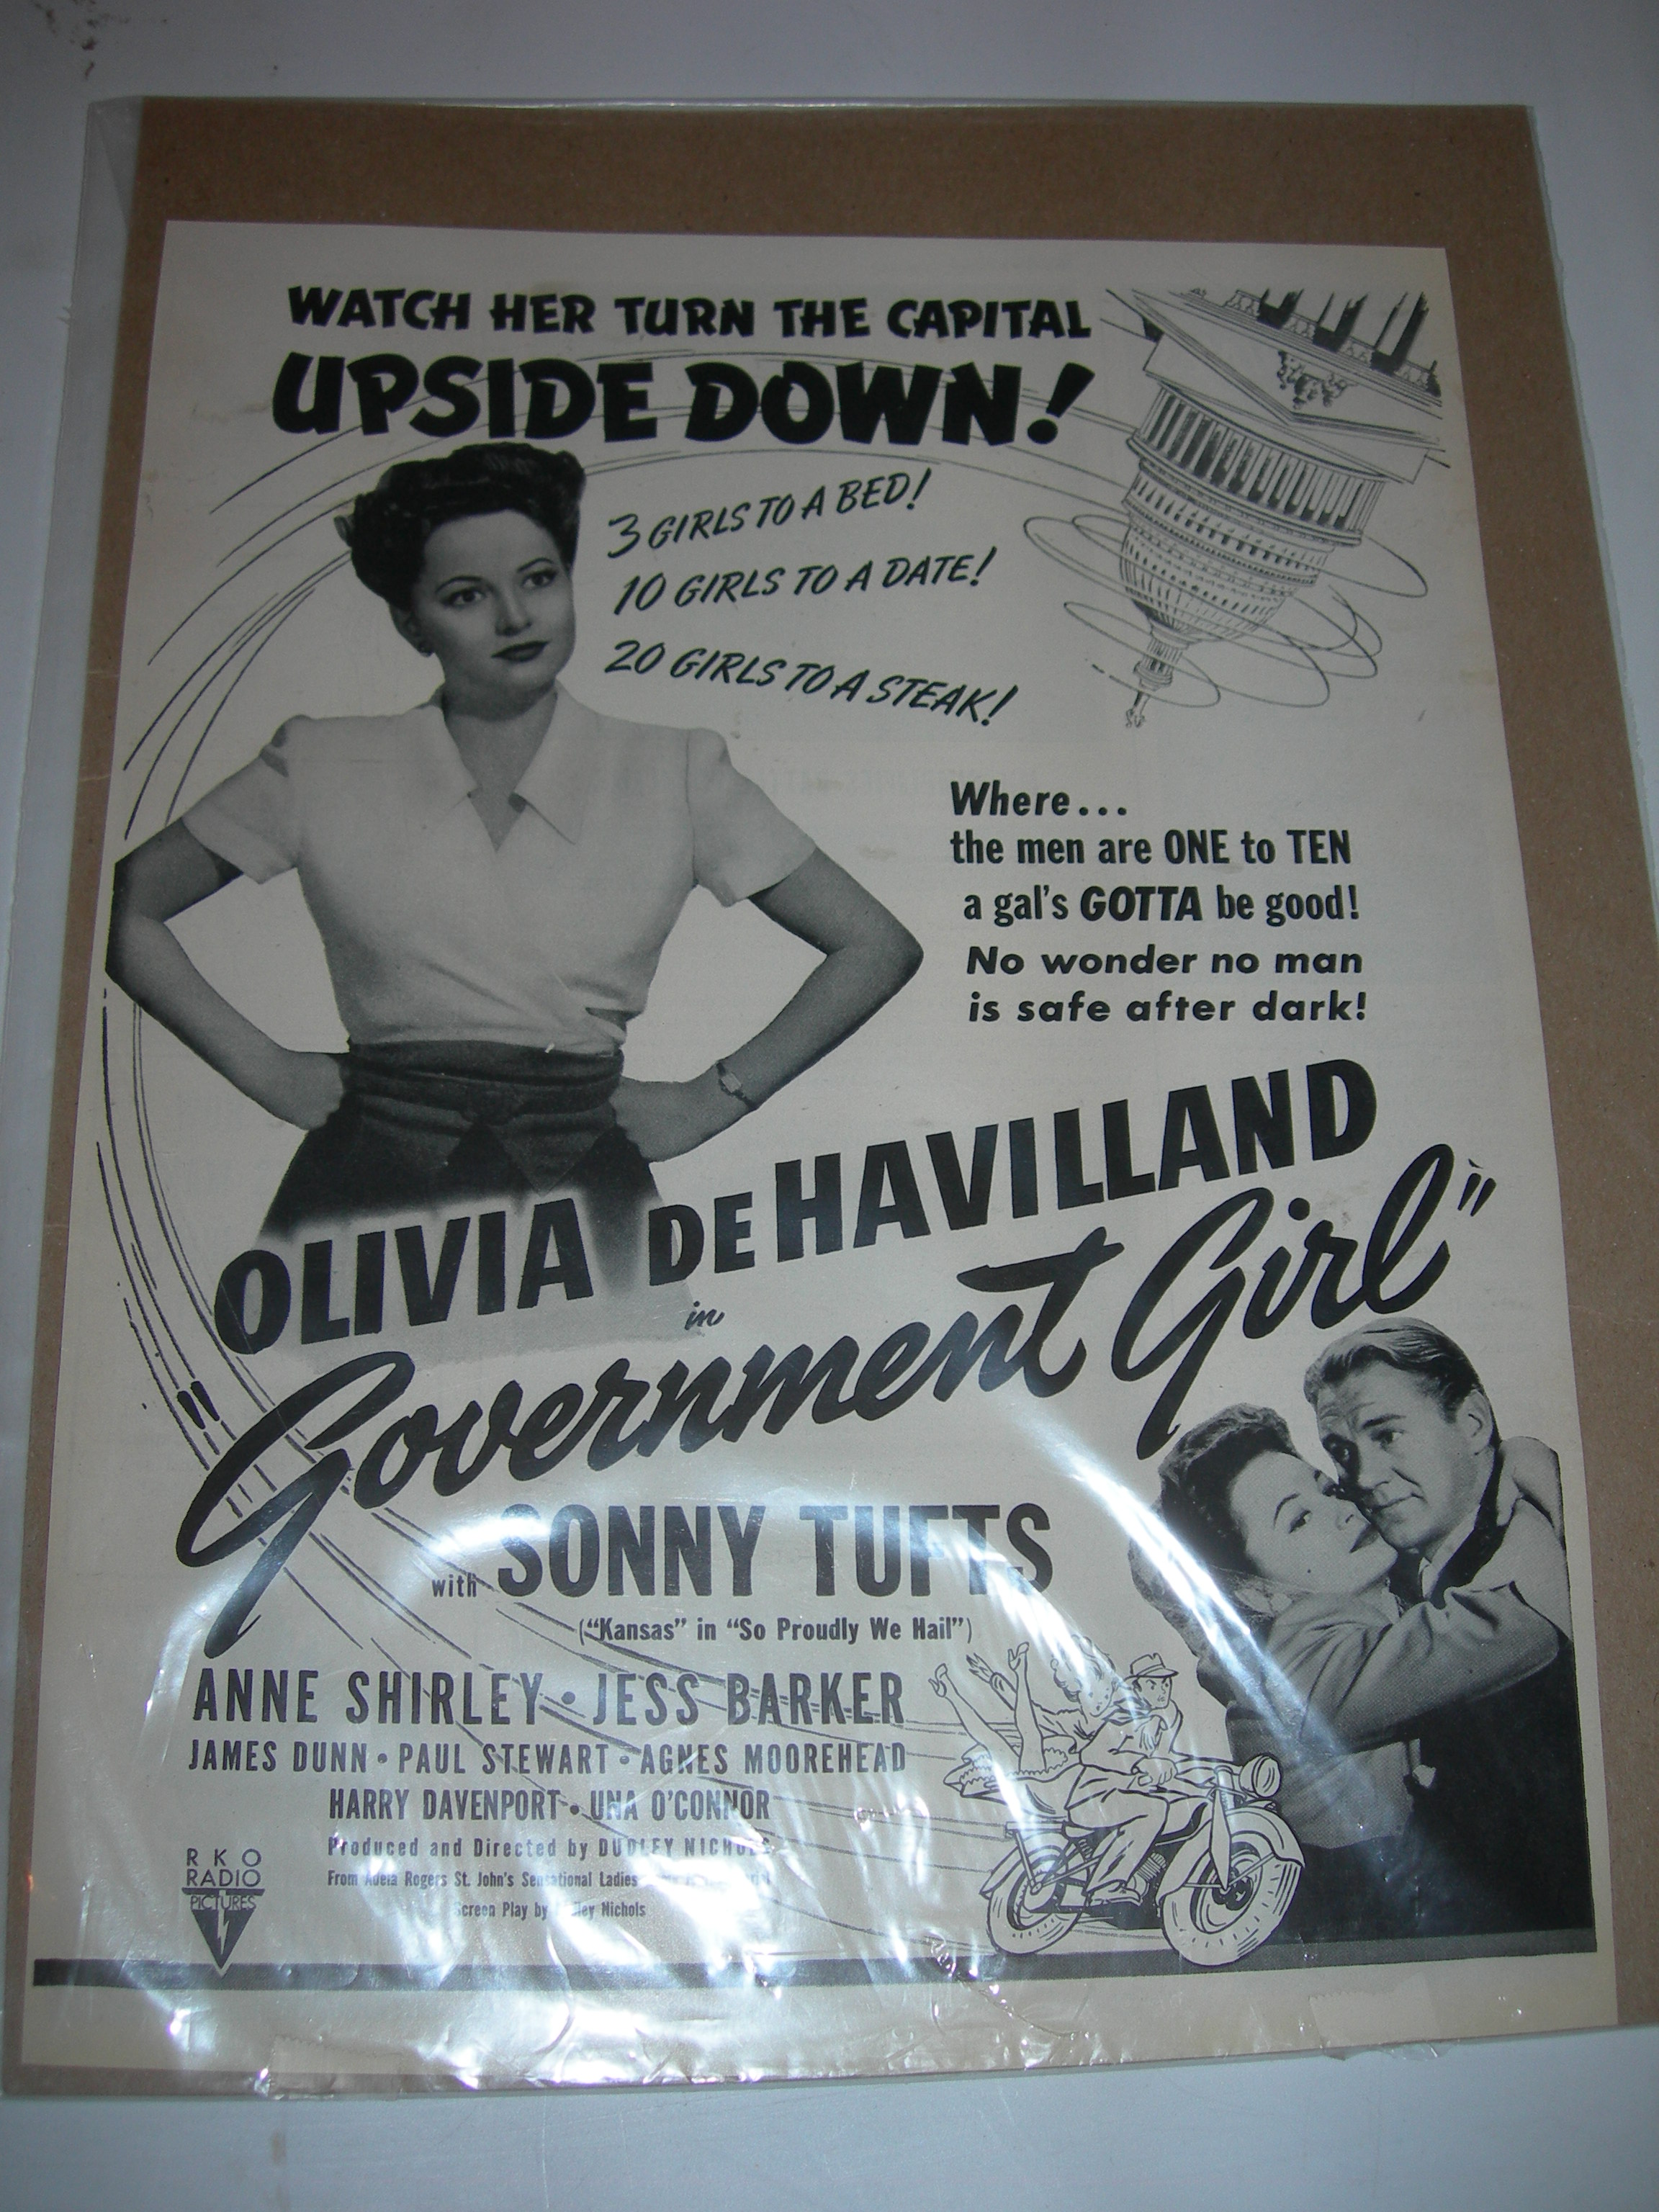 WATCH HER TURN THE CAPITAL
UPSIDE DOWN!
3 GIRLS TO A BED!
10 GIRLS TO A DATE!
20 GIRLS TO A STEAK!
Where...
the men are ONE to TEN
a gal's GOTTA be good!
No wonder no man
is safe after dark!
OLIVIA DE HAVILLAND
in
"Government Girl"
with SONNY TUFTS
("Kansas" in "So Proudly We Hail")
ANNE SHIRLEY • JESS BARKER
JAMES DUNN • PAUL STEWART • AGNES MOOREHEAD
HARRY DAVENPORT • UNA O'CONNOR
Produced and Directed by DUDLEY NICHOLS
From Adela Rogers St. John's Sensational Ladies
Screen Play by Nichols
R K O
RADIO
PICTURES